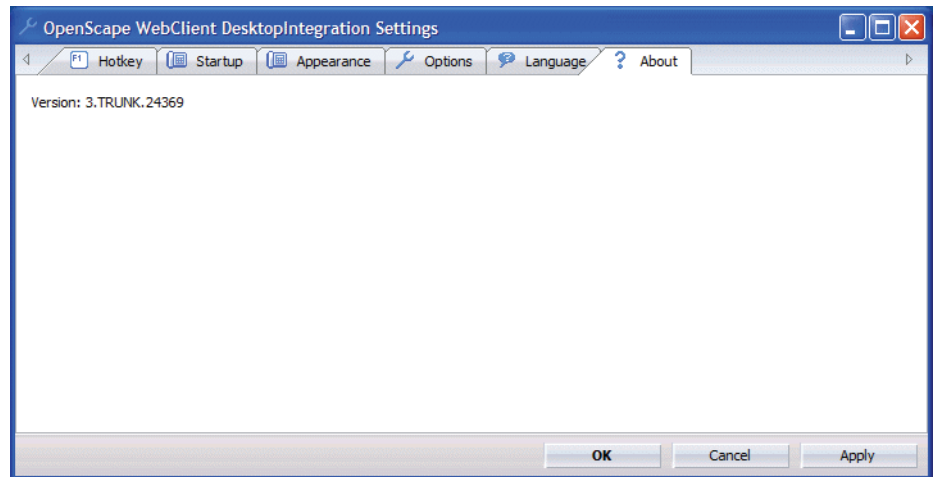 OpenScape WebClient DesktopIntegration Settings
F1 Hotkey Startup Appearance Options Language ? About
Version: 3.TRUNK.24369
OK Cancel Apply